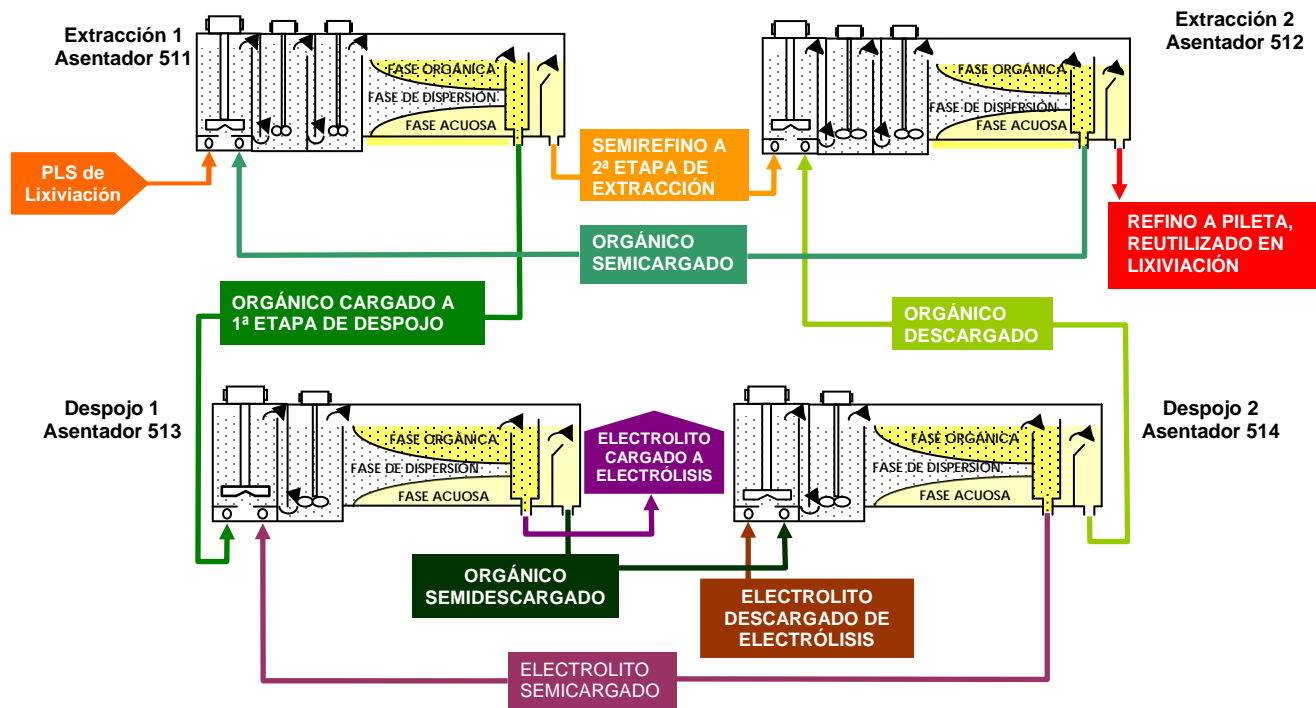 Extracción 1
Asentador 511
Extracción 2
Asentador 512
FASE ORGÁNICA
FASE DE DISPERSIÓN
FASE ACUOSA
FASE ORGÁNICA
FASE DE DISPERSIÓN
FASE ACUOSA
PLS de
Lixiviación
SEMIREFINO A
2ª ETAPA DE
EXTRACCIÓN
REFINO A PILETA,
REUTILIZADO EN
LIXIVIACIÓN
ORGÁNICO
SEMICARGADO
ORGÁNICO CARGADO A
1ª ETAPA DE DESPOJO
ORGÁNICO
DESCARGADO
Despojo 1
Asentador 513
Despojo 2
Asentador 514
FASE ORGÁNICA
FASE DE DISPERSIÓN
FASE ACUOSA
ELECTROLITO
CARGADO A
ELECTRÓLISIS
FASE ORGÁNICA
FASE DE DISPERSIÓN
FASE ACUOSA
ORGÁNICO
SEMIDESCARGADO
ELECTROLITO
DESCARGADO DE
ELECTRÓLISIS
ELECTROLITO
SEMICARGADO